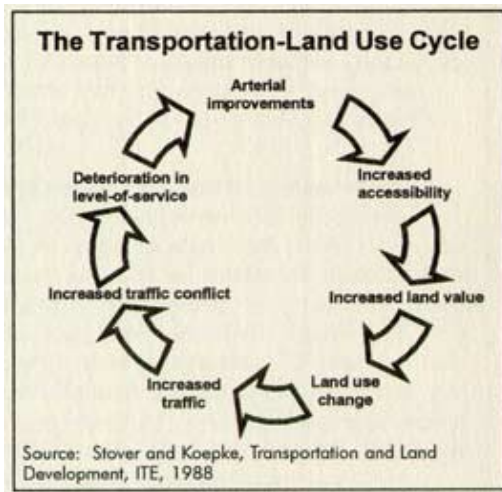 The Transportation-Land Use Cycle
Arterial
improvements
Increased
accessibility
Increased land value
Land use
change
Increased
traffic
Increased traffic conflict
Deterioration in
level-of-service
Source: Stover and Koepke, Transportation and Land
Development, ITE, 1988